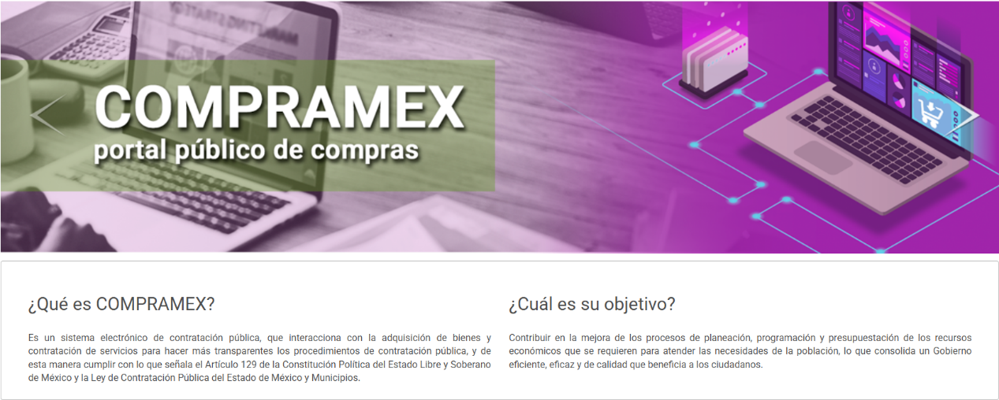 COMPRAMEX
portal público de compras
¿Qué es COMPRAMEX?
Es un sistema electrónico de contratación pública, que interacciona con la adquisición de bienes y
contratación de servicios para hacer más transparentes los procedimientos de contratación pública, y de
esta manera cumplir con lo que señala el Artículo 129 de la Constitución Política del Estado Libre y Soberano
de México y la Ley de Contratación Pública del Estado de México y Municipios.
¿Cuál es su objetivo?
Contribuir en la mejora de los procesos de planeación, programación y presupuestación de los recursos
económicos que se requieren para atender las necesidades de la población, lo que consolida un Gobierno
eficiente, eficaz y de calidad que beneficia a los ciudadanos.